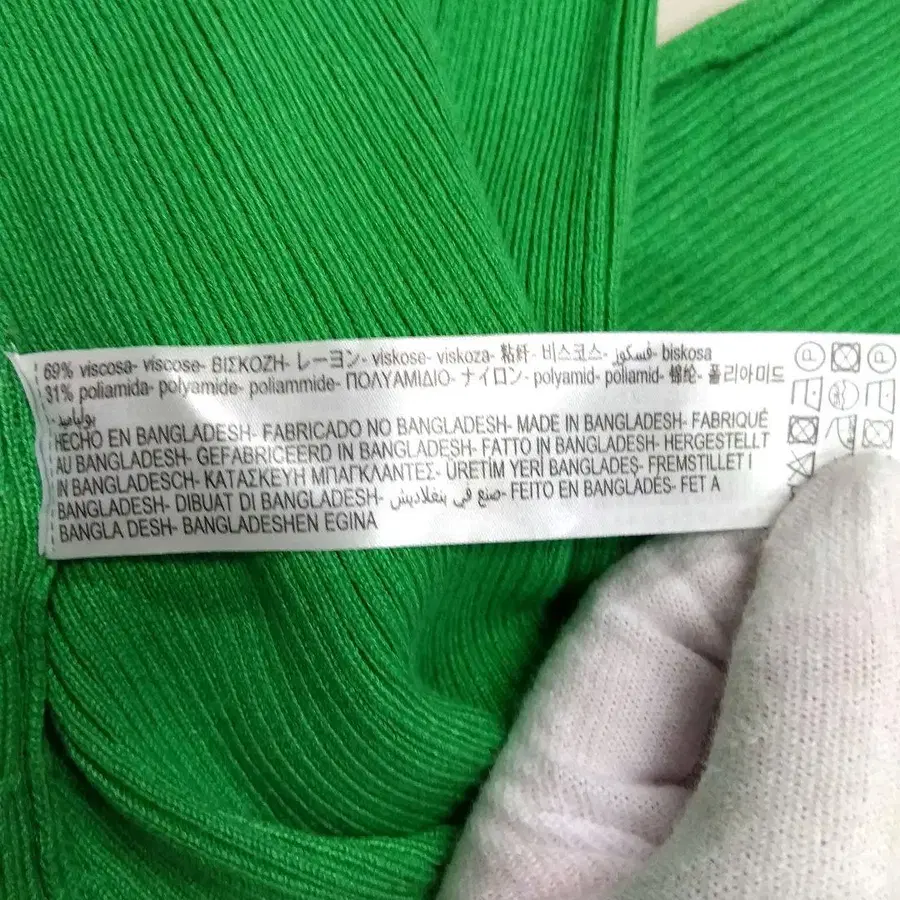 69% viscosa- viscose- ΒΙΣΚΟΖΗ- レーヨン- viskose- viskoza- 粘纤- 비스코스- فسكوز- biskosa
31% poliamida- polyamide- poliammide- ΠΟΛΥΑΜΙΔΙΟ- ナイロン- polyamid- poliamid- 锦纶- 폴리아미드
بولياميد-
HECHO EN BANGLADESH- FABRICADO NO BANGLADESH- MADE IN BANGLADESH- FABRIQUÉ
AU BANGLADESH- GEFABRICEERD IN BANGLADESH- FATTO IN BANGLADESH- HERGESTELLT
IN BANGLADESCH- ΚΑΤΑΣΚΕΥΗ ΜΠΑΓΚΛΑΝΤΕΣ- ÜRETİM YERİ BANGLADEŞ- FREMSTILLET I
BANGLADESH- DIBUAT DI BANGLADESH- صنع في بنغلاديش- FEITO EN BANGLADÉS- FET A
BANGLA DESH- BANGLADESHEN EGINA
P P